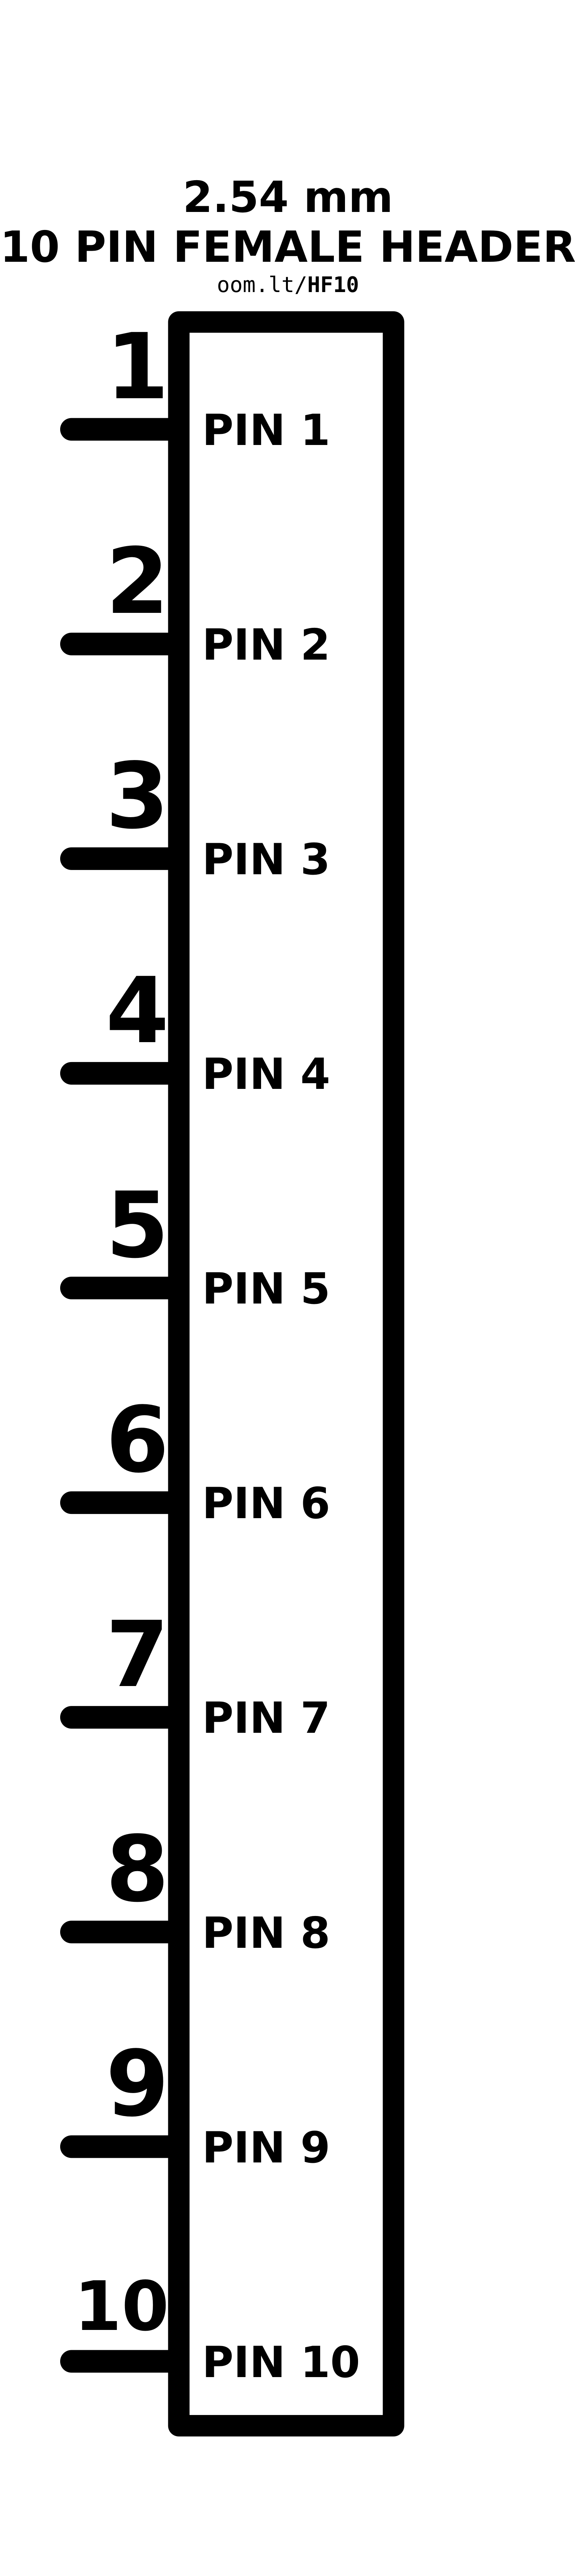 2.54 mm
10 PIN FEMALE HEADER
oom.lt/HF10
1
PIN 1
2
PIN 2
3
PIN 3
4
PIN 4
5
PIN 5
6
PIN 6
7
PIN 7
8
PIN 8
9
PIN 9
10
PIN 10